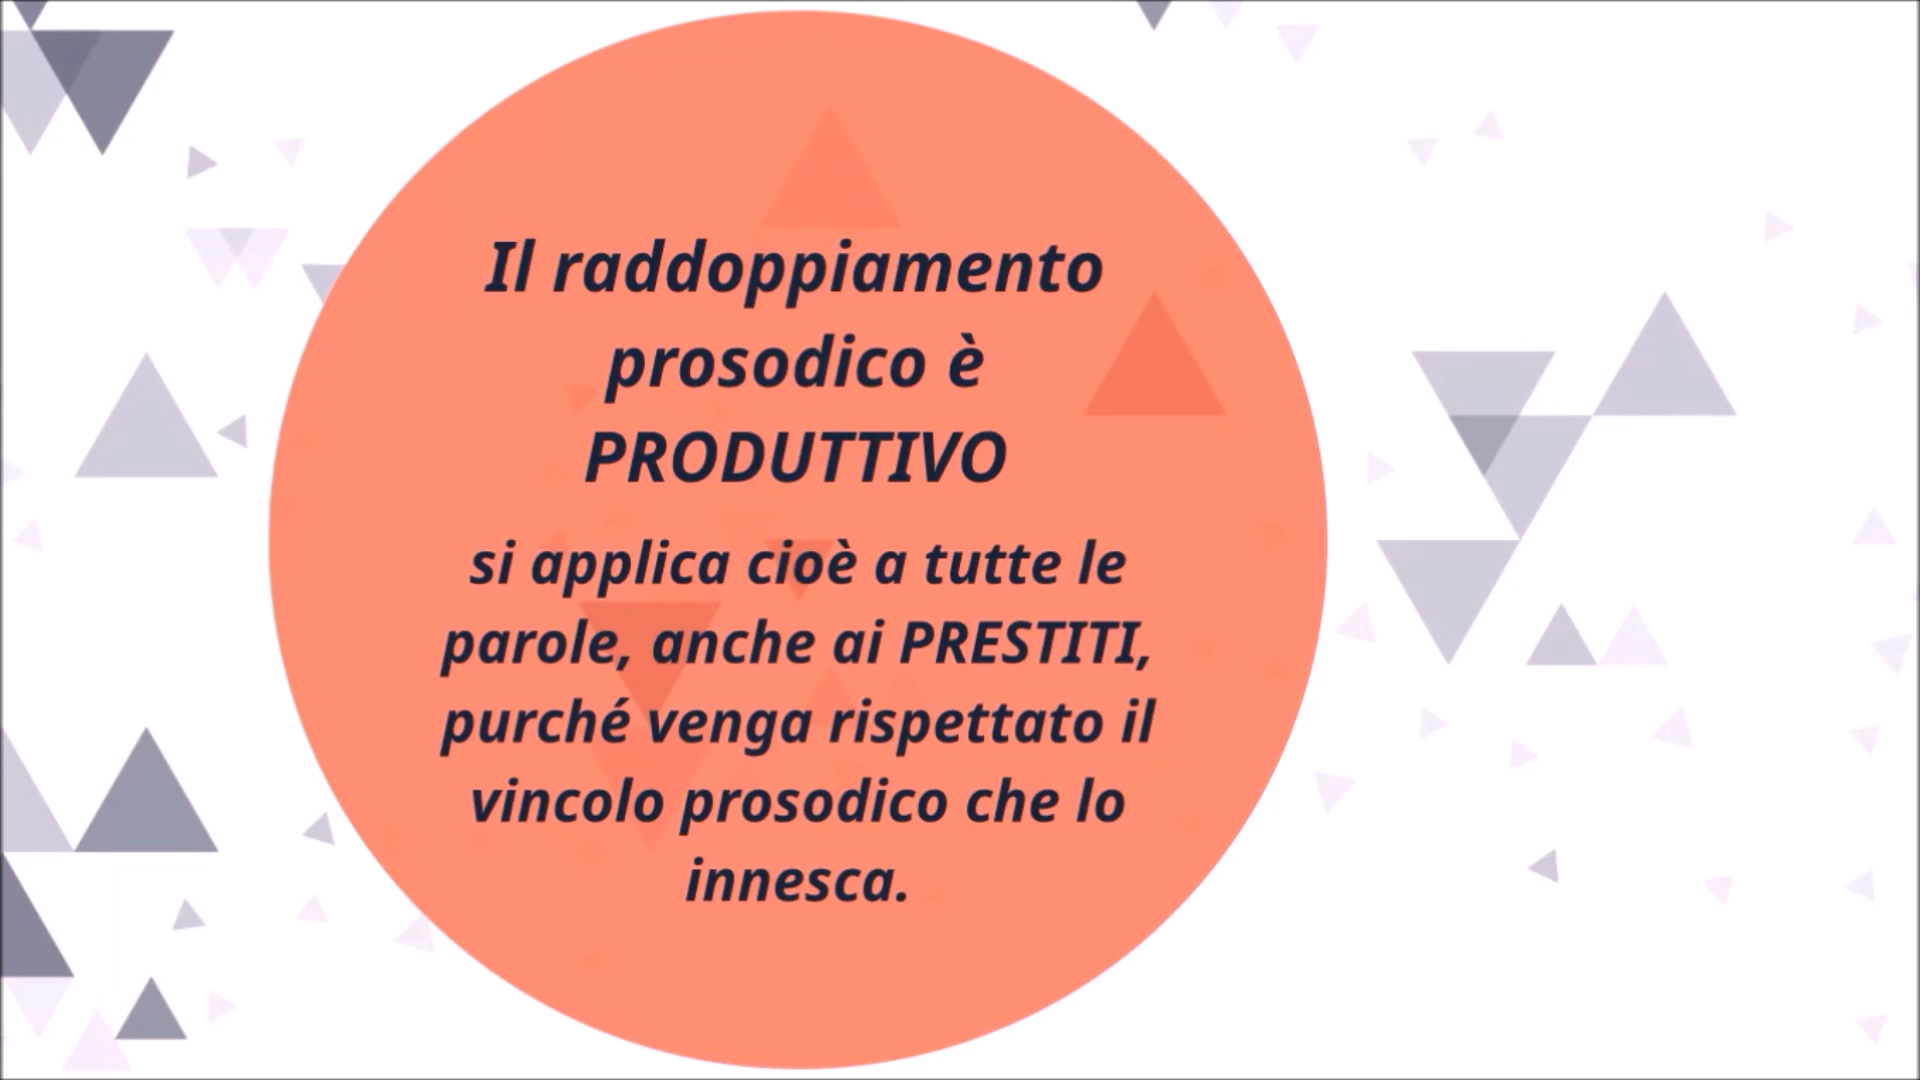 Il raddoppiamento
prosodico è
PRODUTTIVO
si applica cioè a tutte le
parole, anche ai PRESTITI,
purché venga rispettato il
vincolo prosodico che lo
innesca.